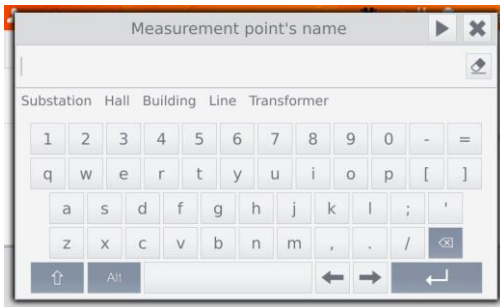 Measurement point's name
Substation Hall Building Line Transformer
1 2 3 4 5 6 7 8 9 0 - =
q w e r t y u i o p [ ]
a s d f g h j k l ; '
z x c v b n m , . /
Alt